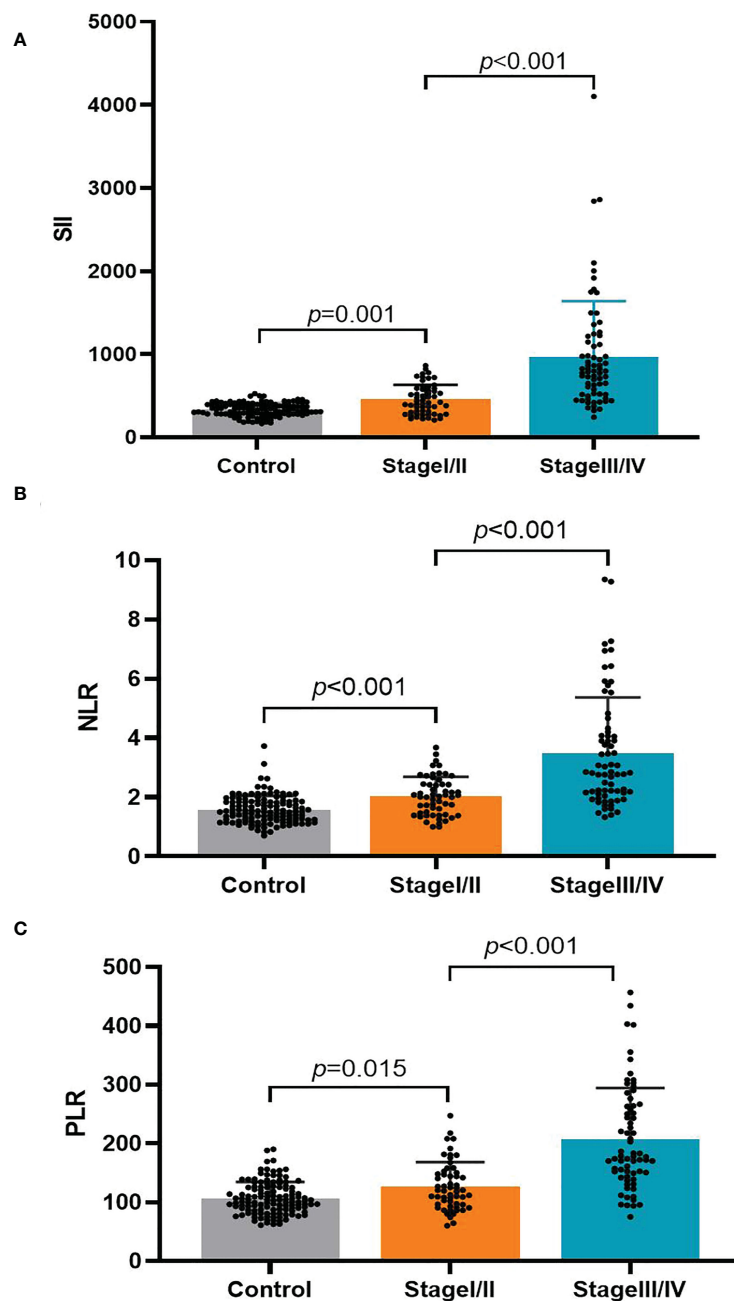 A
5000
p<0.001
4000
3000
SII
2000
p=0.001
1000
0
Control StageI/II StageIII/IV
B
p<0.001
10
8
p<0.001
6
NLR
4
2
0
Control StageI/II StageIII/IV
C
p<0.001
500
400
p=0.015
300
PLR
200
100
0
Control StageI/II StageIII/IV